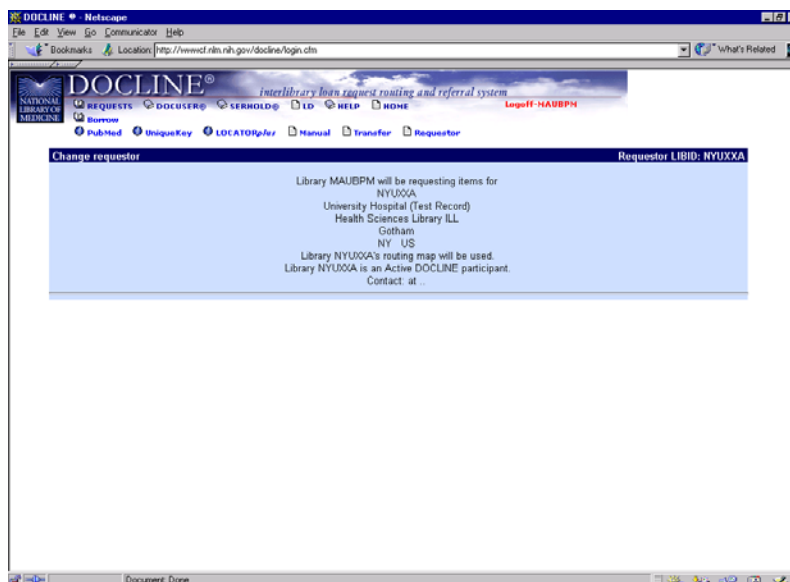 DOCLINE ® - Netscape
File Edit View Go Communicator Help
Bookmarks Location: http://wwwcf.nlm.nih.gov/docline/login.cfm What's Related
NATIONAL LIBRARY OF MEDICINE
DOCLINE®
interlibrary loan request routing and referral system
REQUESTS DOCUSER® SERHOLD® LD HELP HOME Logoff-MAUBPM
Borrow
PubMed UniqueKey LOCATORplus Manual Transfer Requestor
Change requestor Requestor LIBID: NYUXXA
Library MAUBPM will be requesting items for
NYUXXA
University Hospital (Test Record)
Health Sciences Library ILL
Gotham
NY US
Library NYUXXA's routing map will be used.
Library NYUXXA is an Active DOCLINE participant.
Contact: at ..
Document: Done